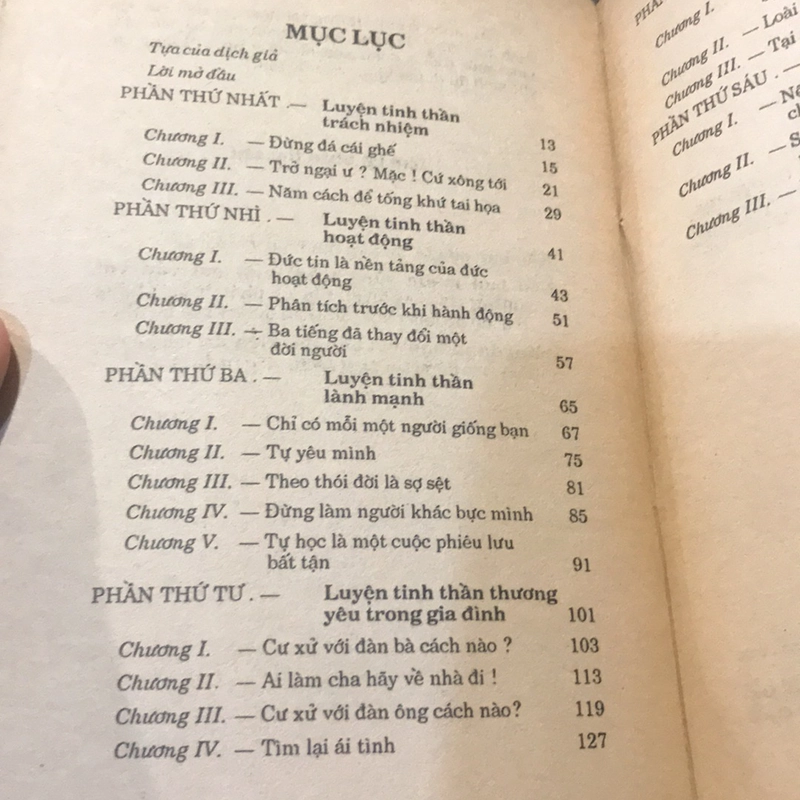 MỤC LỤC
Tựa của dịch giả
Lời mở đầu
PHẦN THỨ NHẤT . — Luyện tinh thần
trách nhiệm 13
Chương I. — Đừng đá cái ghế 15
Chương II. — Trở ngại ư ? Mặc ! Cứ xông tới 21
Chương III. — Năm cách để tống khứ tai họa 29
PHẦN THỨ NHÌ . — Luyện tinh thần
hoạt động 41
Chương I. — Đức tin là nền tảng của đức
hoạt động 43
Chương II. — Phân tích trước khi hành động 51
Chương III. — Ba tiếng đã thay đổi một
đời người 57
PHẦN THỨ BA . — Luyện tinh thần
lành mạnh 65
Chương I. — Chỉ có mỗi một người giống bạn 67
Chương II. — Tự yêu mình 75
Chương III. — Theo thói đời là sợ sệt 81
Chương IV. — Đừng làm người khác bực mình 85
Chương V. — Tự học là một cuộc phiêu lưu
bất tận 91
PHẦN THỨ TƯ . — Luyện tinh thần thương
yêu trong gia đình 101
Chương I. — Cư xử với đàn bà cách nào ? 103
Chương II. — Ai làm cha hãy về nhà đi ! 113
Chương III. — Cư xử với đàn ông cách nào? 119
Chương IV. — Tìm lại ái tình 127
Chương I.
Chương II. — Loài
Chương III. — Tại
PHẦN THỨ SÁU . —
Chương I. —
Chương II. —
Chương III. —